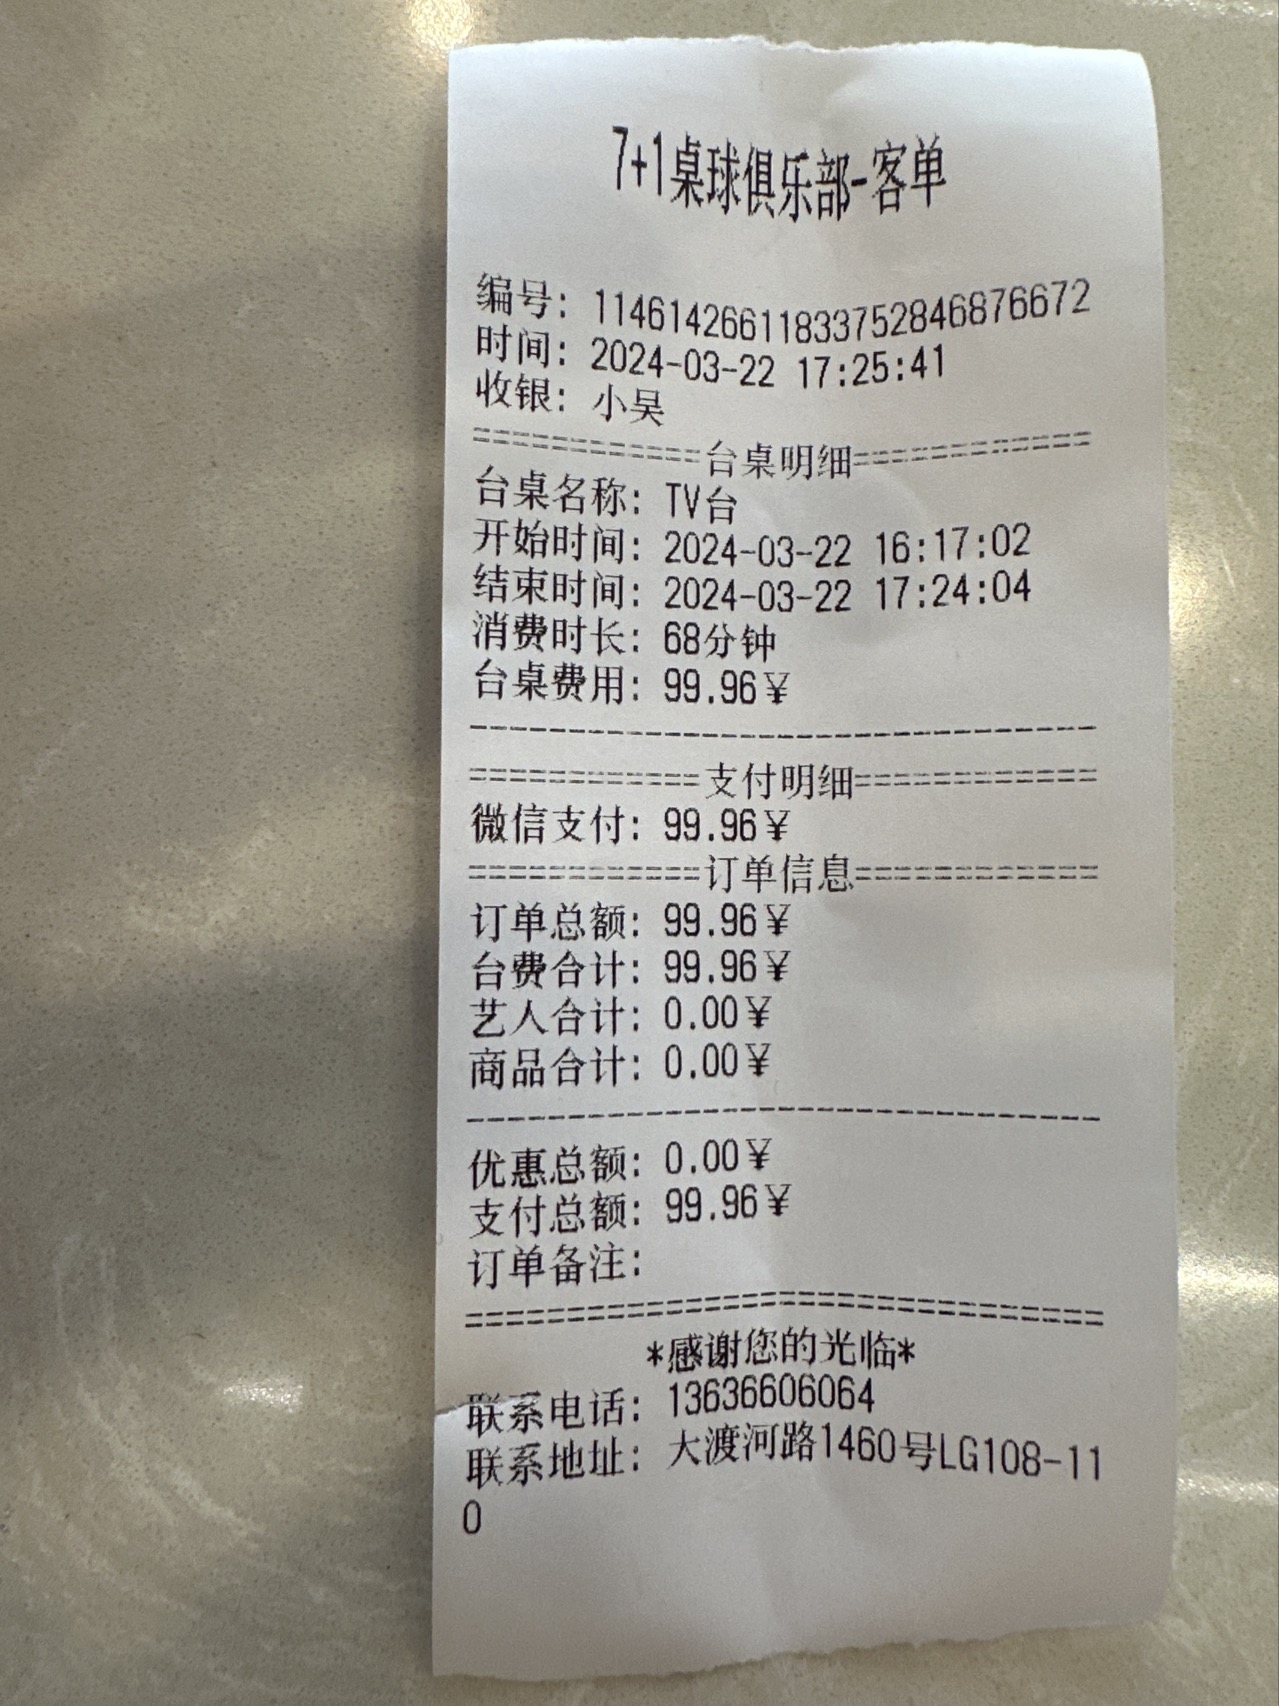 7+1桌球俱乐部-客单
编号: 1146142661183375284687 6672
时间: 2024-03-22 17:25:41
收银: 小昊
============台桌明细=============
台桌名称: TV台
开始时间: 2024-03-22 16:17:02
结束时间: 2024-03-22 17:24:04
消费时长: 68分钟
台桌费用: 99.96¥
--------------------------------
============支付明细=============
微信支付: 99.96¥
============订单信息=============
订单总额: 99.96¥
台费合计: 99.96¥
艺人合计: 0.00¥
商品合计: 0.00¥
--------------------------------
优惠总额: 0.00¥
支付总额: 99.96¥
订单备注:
================================
*感谢您的光临*
联系电话: 13636606064
联系地址: 大渡河路1460号LG108-11
0